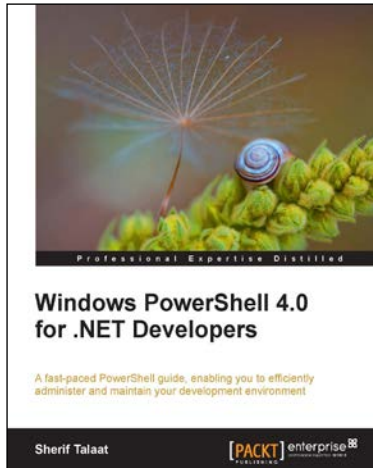 Professional Expertise Distilled
Windows PowerShell 4.0
for .NET Developers
A fast-paced PowerShell guide, enabling you to efficiently
administer and maintain your development environment
Sherif Talaat
[PACKT] enterprise
PUBLISHING